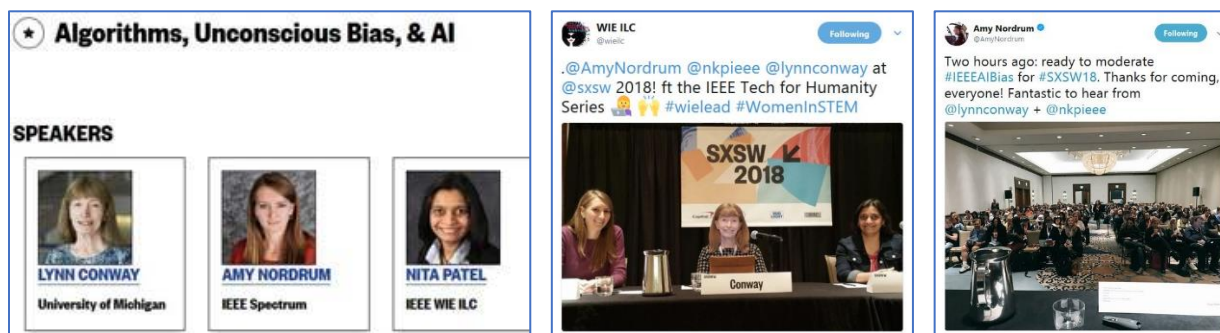 Algorithms, Unconscious Bias, & AI
SPEAKERS
LYNN CONWAY
University of Michigan
AMY NORDRUM
IEEE Spectrum
NITA PATEL
IEEE WIE ILC
WIE ILC
@wieilc
Following
.@AmyNordrum @nkpieee @lynnconway at
@sxsw 2018! ft the IEEE Tech for Humanity
Series 👩‍💻 🙌 #wielead #WomenInSTEM
SXSW
2018
Conway
Amy Nordrum
@AmyNordrum
Following
Two hours ago: ready to moderate
#IEEEAIBias for #SXSW18. Thanks for coming,
everyone! Fantastic to hear from
@lynnconway + @nkpieee